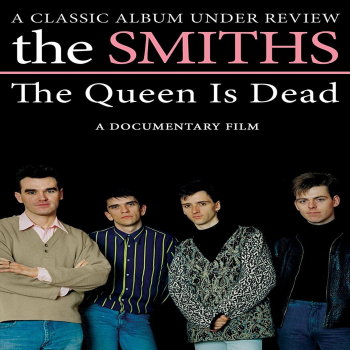 A CLASSIC ALBUM UNDER REVIEW
the SMITHS
The Queen Is Dead
A DOCUMENTARY FILM